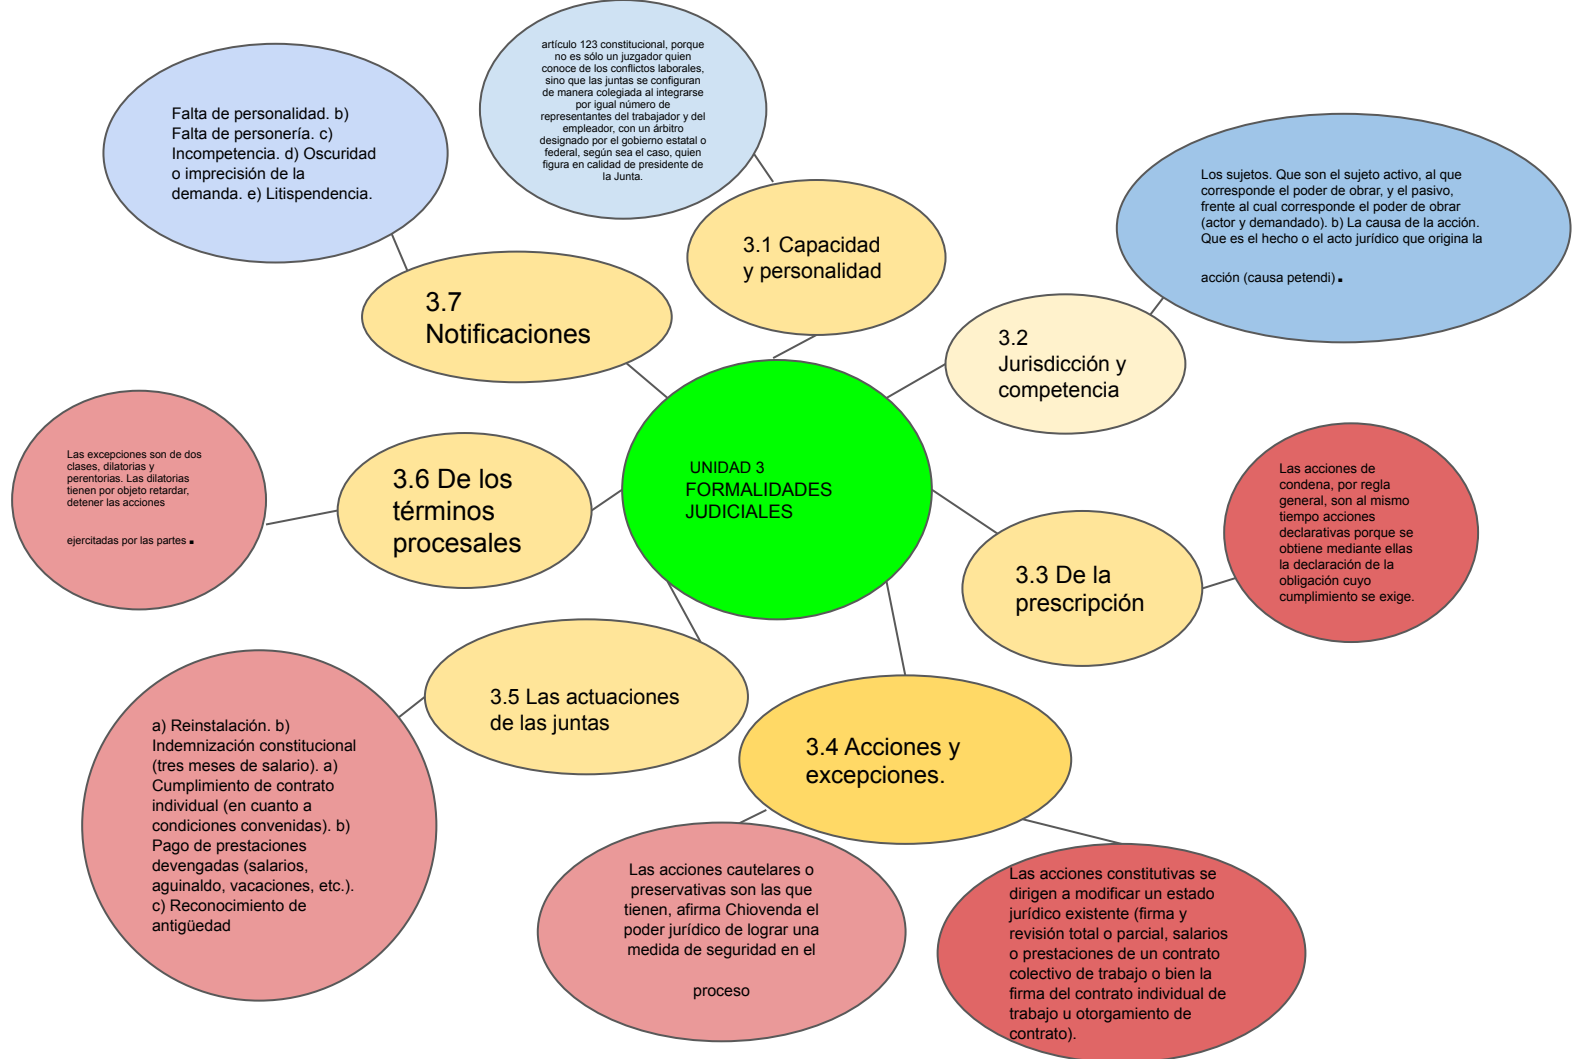 artículo 123 constitucional, porque
no es sólo un juzgador quien
conoce de los conflictos laborales,
sino que las juntas se configuran
de manera colegiada al integrarse
por igual número de
representantes del trabajador y del
empleador, con un árbitro
designado por el gobierno estatal o
federal, según sea el caso, quien
figura en calidad de presidente de
la Junta.
Falta de personalidad. b)
Falta de personería. c)
Incompetencia. d) Oscuridad
o imprecisión de la
demanda. e) Litispendencia.
Los sujetos. Que son el sujeto activo, al que
corresponde el poder de obrar, y el pasivo,
frente al cual corresponde el poder de obrar
(actor y demandado). b) La causa de la acción.
Que es el hecho o el acto jurídico que origina la
acción (causa petendi).
3.1 Capacidad
y personalidad
3.7
Notificaciones
3.2
Jurisdicción y
competencia
Las excepciones son de dos
clases, dilatorias y
perentorias. Las dilatorias
tienen por objeto retardar,
detener las acciones
ejercitadas por las partes.
3.6 De los
términos
procesales
UNIDAD 3
FORMALIDADES
JUDICIALES
Las acciones de
condena, por regla
general, son al mismo
tiempo acciones
declarativas porque se
obtiene mediante ellas
la declaración de la
obligación cuyo
cumplimiento se exige.
3.3 De la
prescripción
3.5 Las actuaciones
de las juntas
a) Reinstalación. b)
Indemnización constitucional
(tres meses de salario). a)
Cumplimiento de contrato
individual (en cuanto a
condiciones convenidas). b)
Pago de prestaciones
devengadas (salarios,
aguinaldo, vacaciones, etc.).
c) Reconocimiento de
antigüedad
3.4 Acciones y
excepciones.
Las acciones cautelares o
preservativas son las que
tienen, afirma Chiovenda el
poder jurídico de lograr una
medida de seguridad en el
proceso
Las acciones constitutivas se
dirigen a modificar un estado
jurídico existente (firma y
revisión total o parcial, salarios
o prestaciones de un contrato
colectivo de trabajo o bien la
firma del contrato individual de
trabajo u otorgamiento de
contrato).